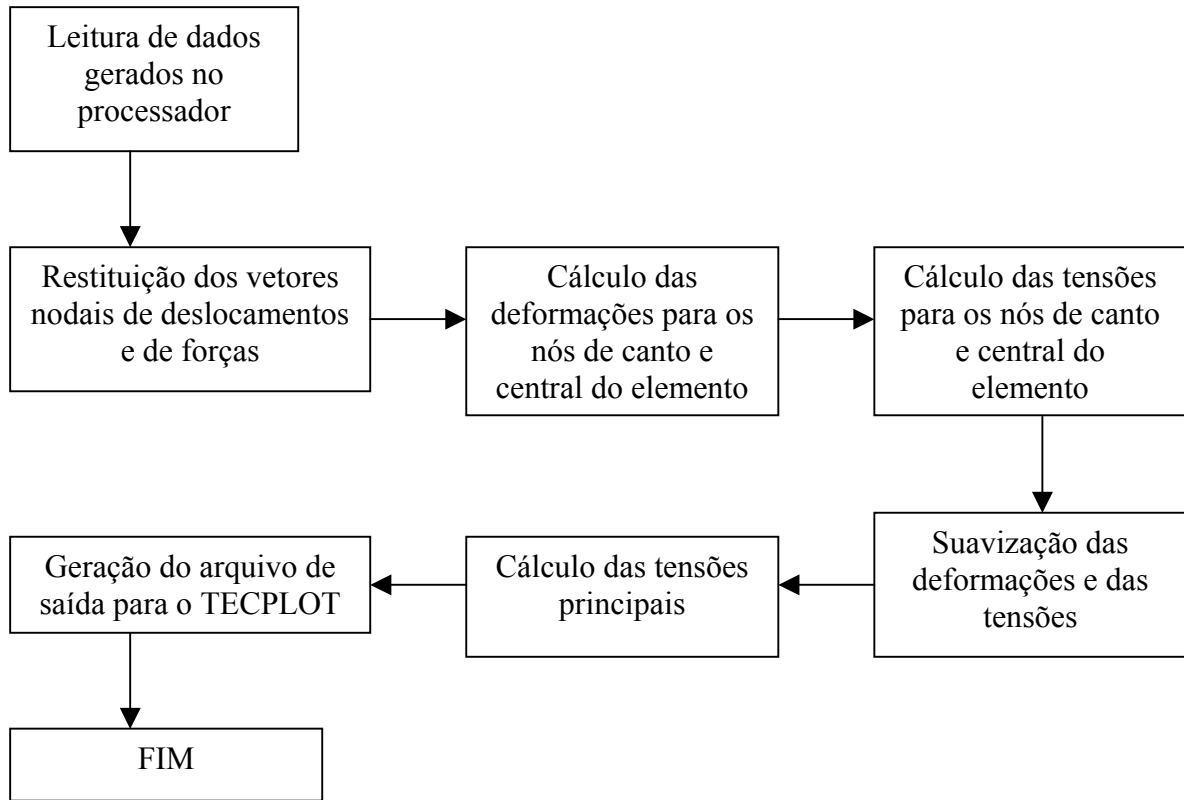 Leitura de dados
gerados no
processador
Restituição dos vetores
nodais de deslocamentos
e de forças
Cálculo das
deformações para os
nós de canto e
central do elemento
Cálculo das tensões
para os nós de canto
e central do
elemento
Suavização das
deformações e das
tensões
Cálculo das tensões
principais
Geração do arquivo de
saída para o TECPLOT
FIM